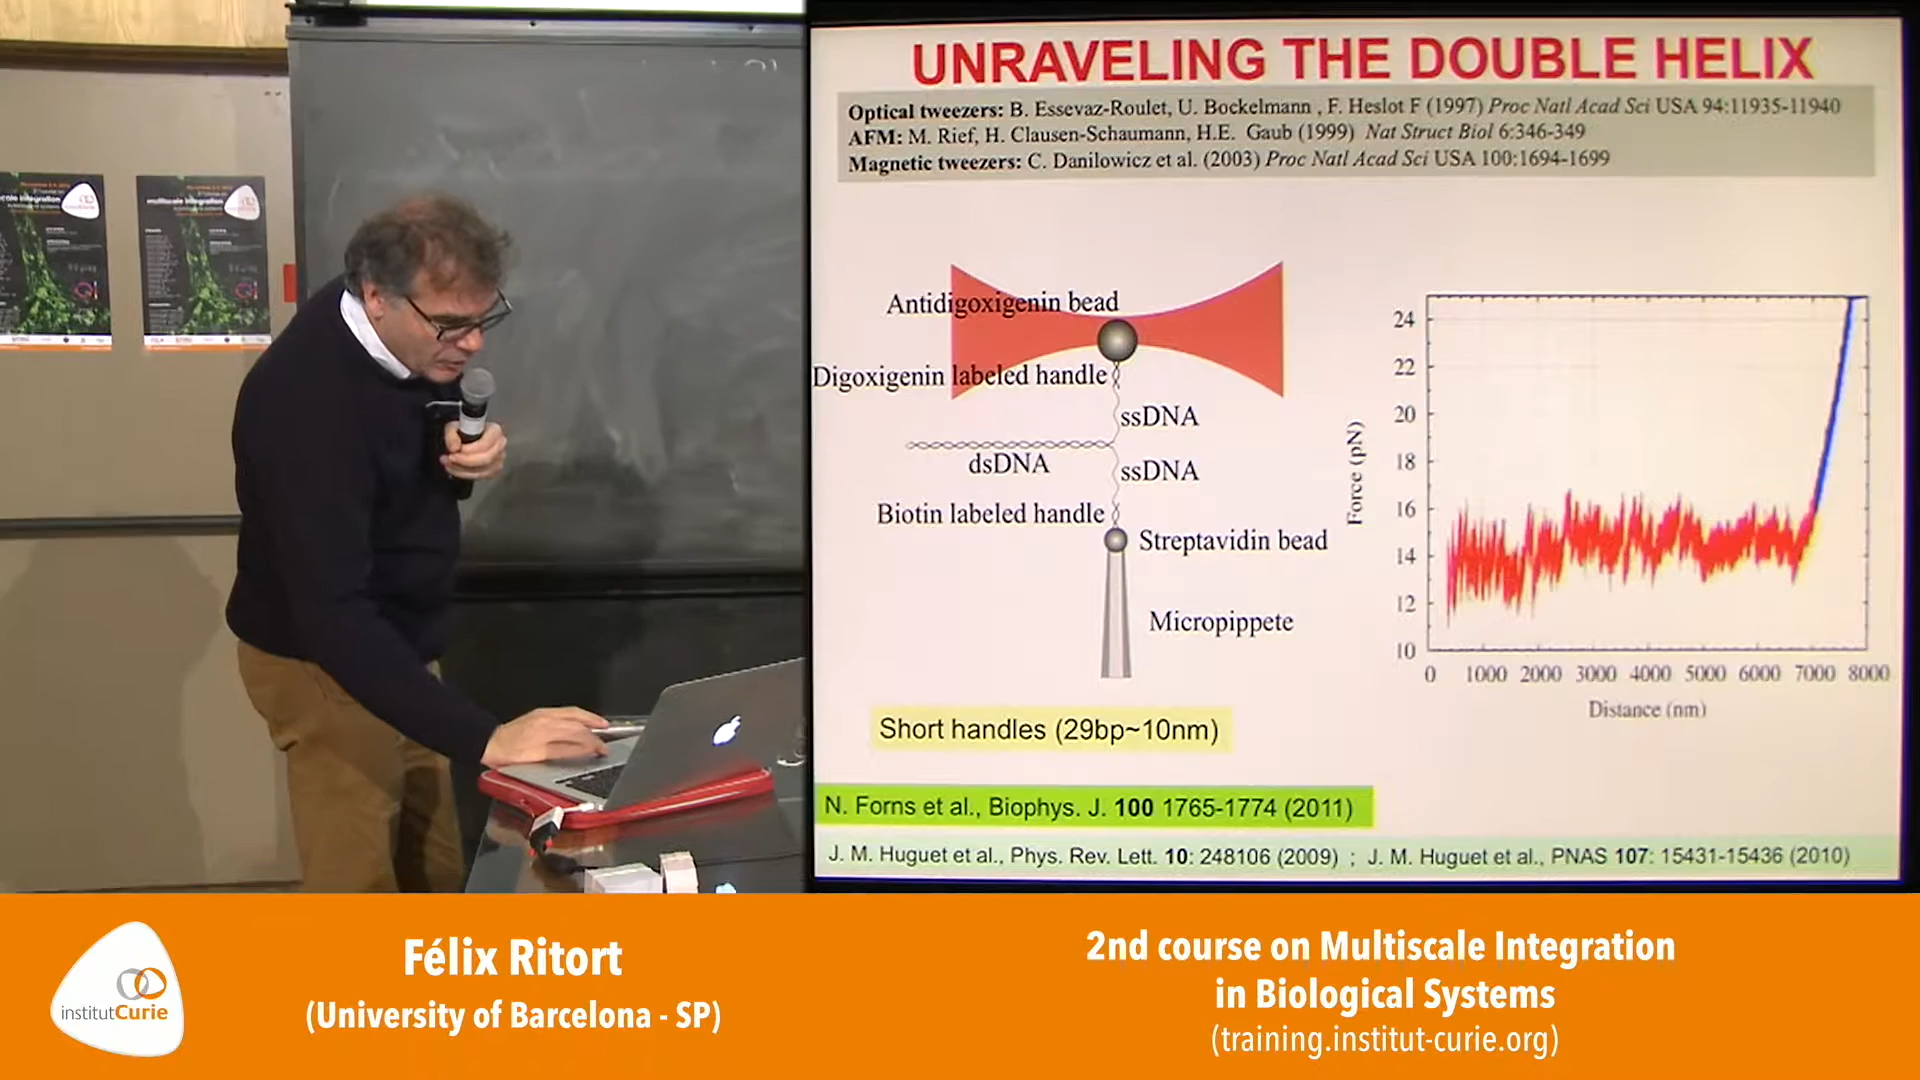 UNRAVELING THE DOUBLE HELIX
Optical tweezers: B. Essevaz-Roulet, U. Bockelmann , F. Heslot F (1997) Proc Natl Acad Sci USA 94:11935-11940
AFM: M. Rief, H. Clausen-Schaumann, H.E. Gaub (1999) Nat Struct Biol 6:346-349
Magnetic tweezers: C. Danilowicz et al. (2003) Proc Natl Acad Sci USA 100:1694-1699
Antidigoxigenin bead
Digoxigenin labeled handle
ssDNA
dsDNA
ssDNA
Biotin labeled handle
Streptavidin bead
Micropippete
Force (pN)
24
22
20
18
16
14
12
10
0 1000 2000 3000 4000 5000 6000 7000 8000
Distance (nm)
Short handles (29bp~10nm)
N. Forns et al., Biophys. J. 100 1765-1774 (2011)
J. M. Huguet et al., Phys. Rev. Lett. 10: 248106 (2009) ; J. M. Huguet et al., PNAS 107: 15431-15436 (2010)
multiscale integration
institutCurie
Félix Ritort
(University of Barcelona - SP)
2nd course on Multiscale Integration
in Biological Systems
(training.institut-curie.org)